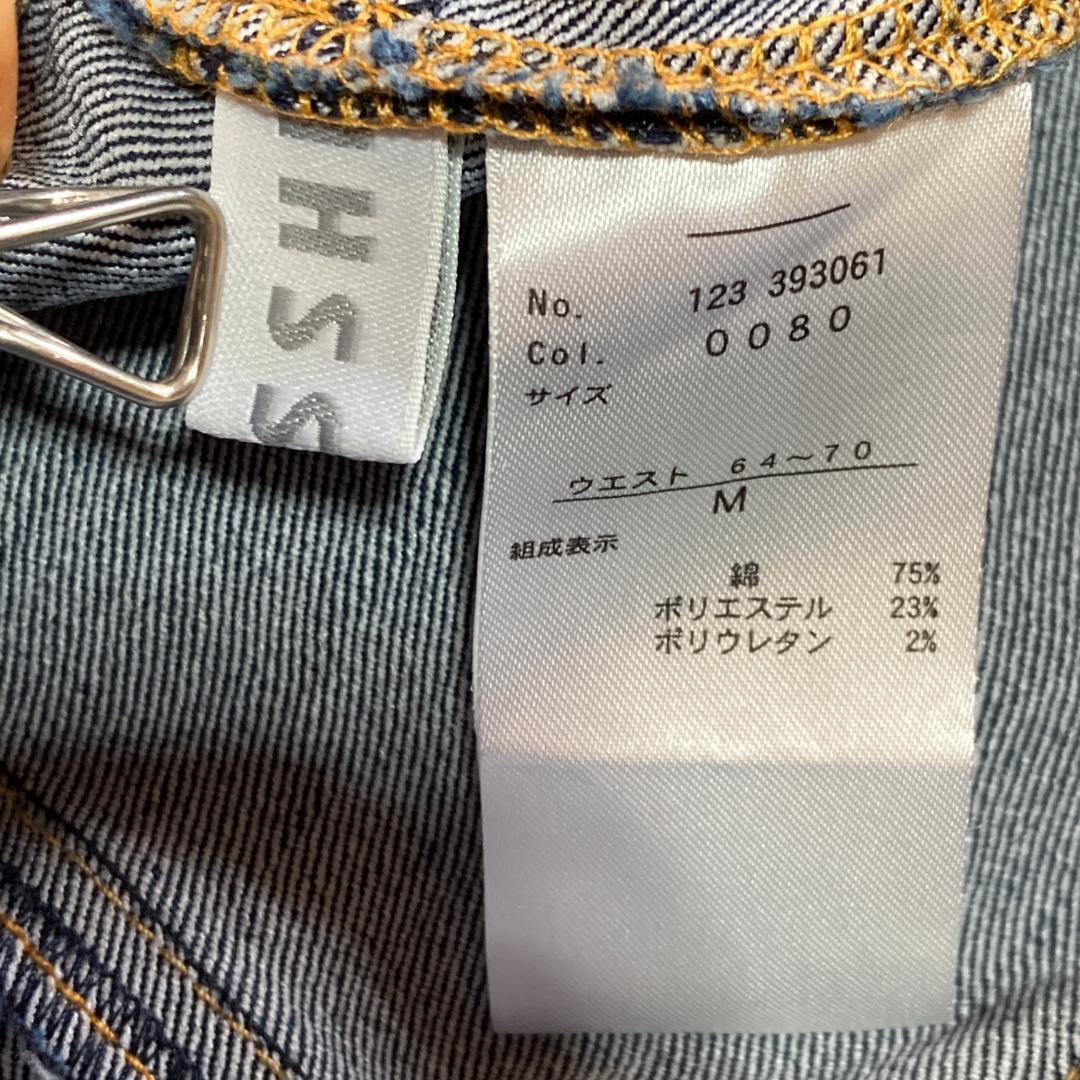 No. 123 393061
Col. 0080
サイズ
ウエスト 64～70
M
組成表示
綿 75%
ポリエステル 23%
ポリウレタン 2%
HSS